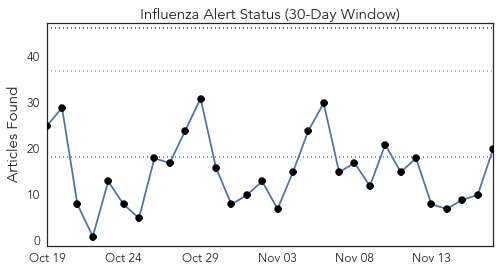 Influenza Alert Status (30-Day Window)
Articles Found
40
30
20
10
0
Oct 19 Oct 24 Oct 29 Nov 03 Nov 08 Nov 13